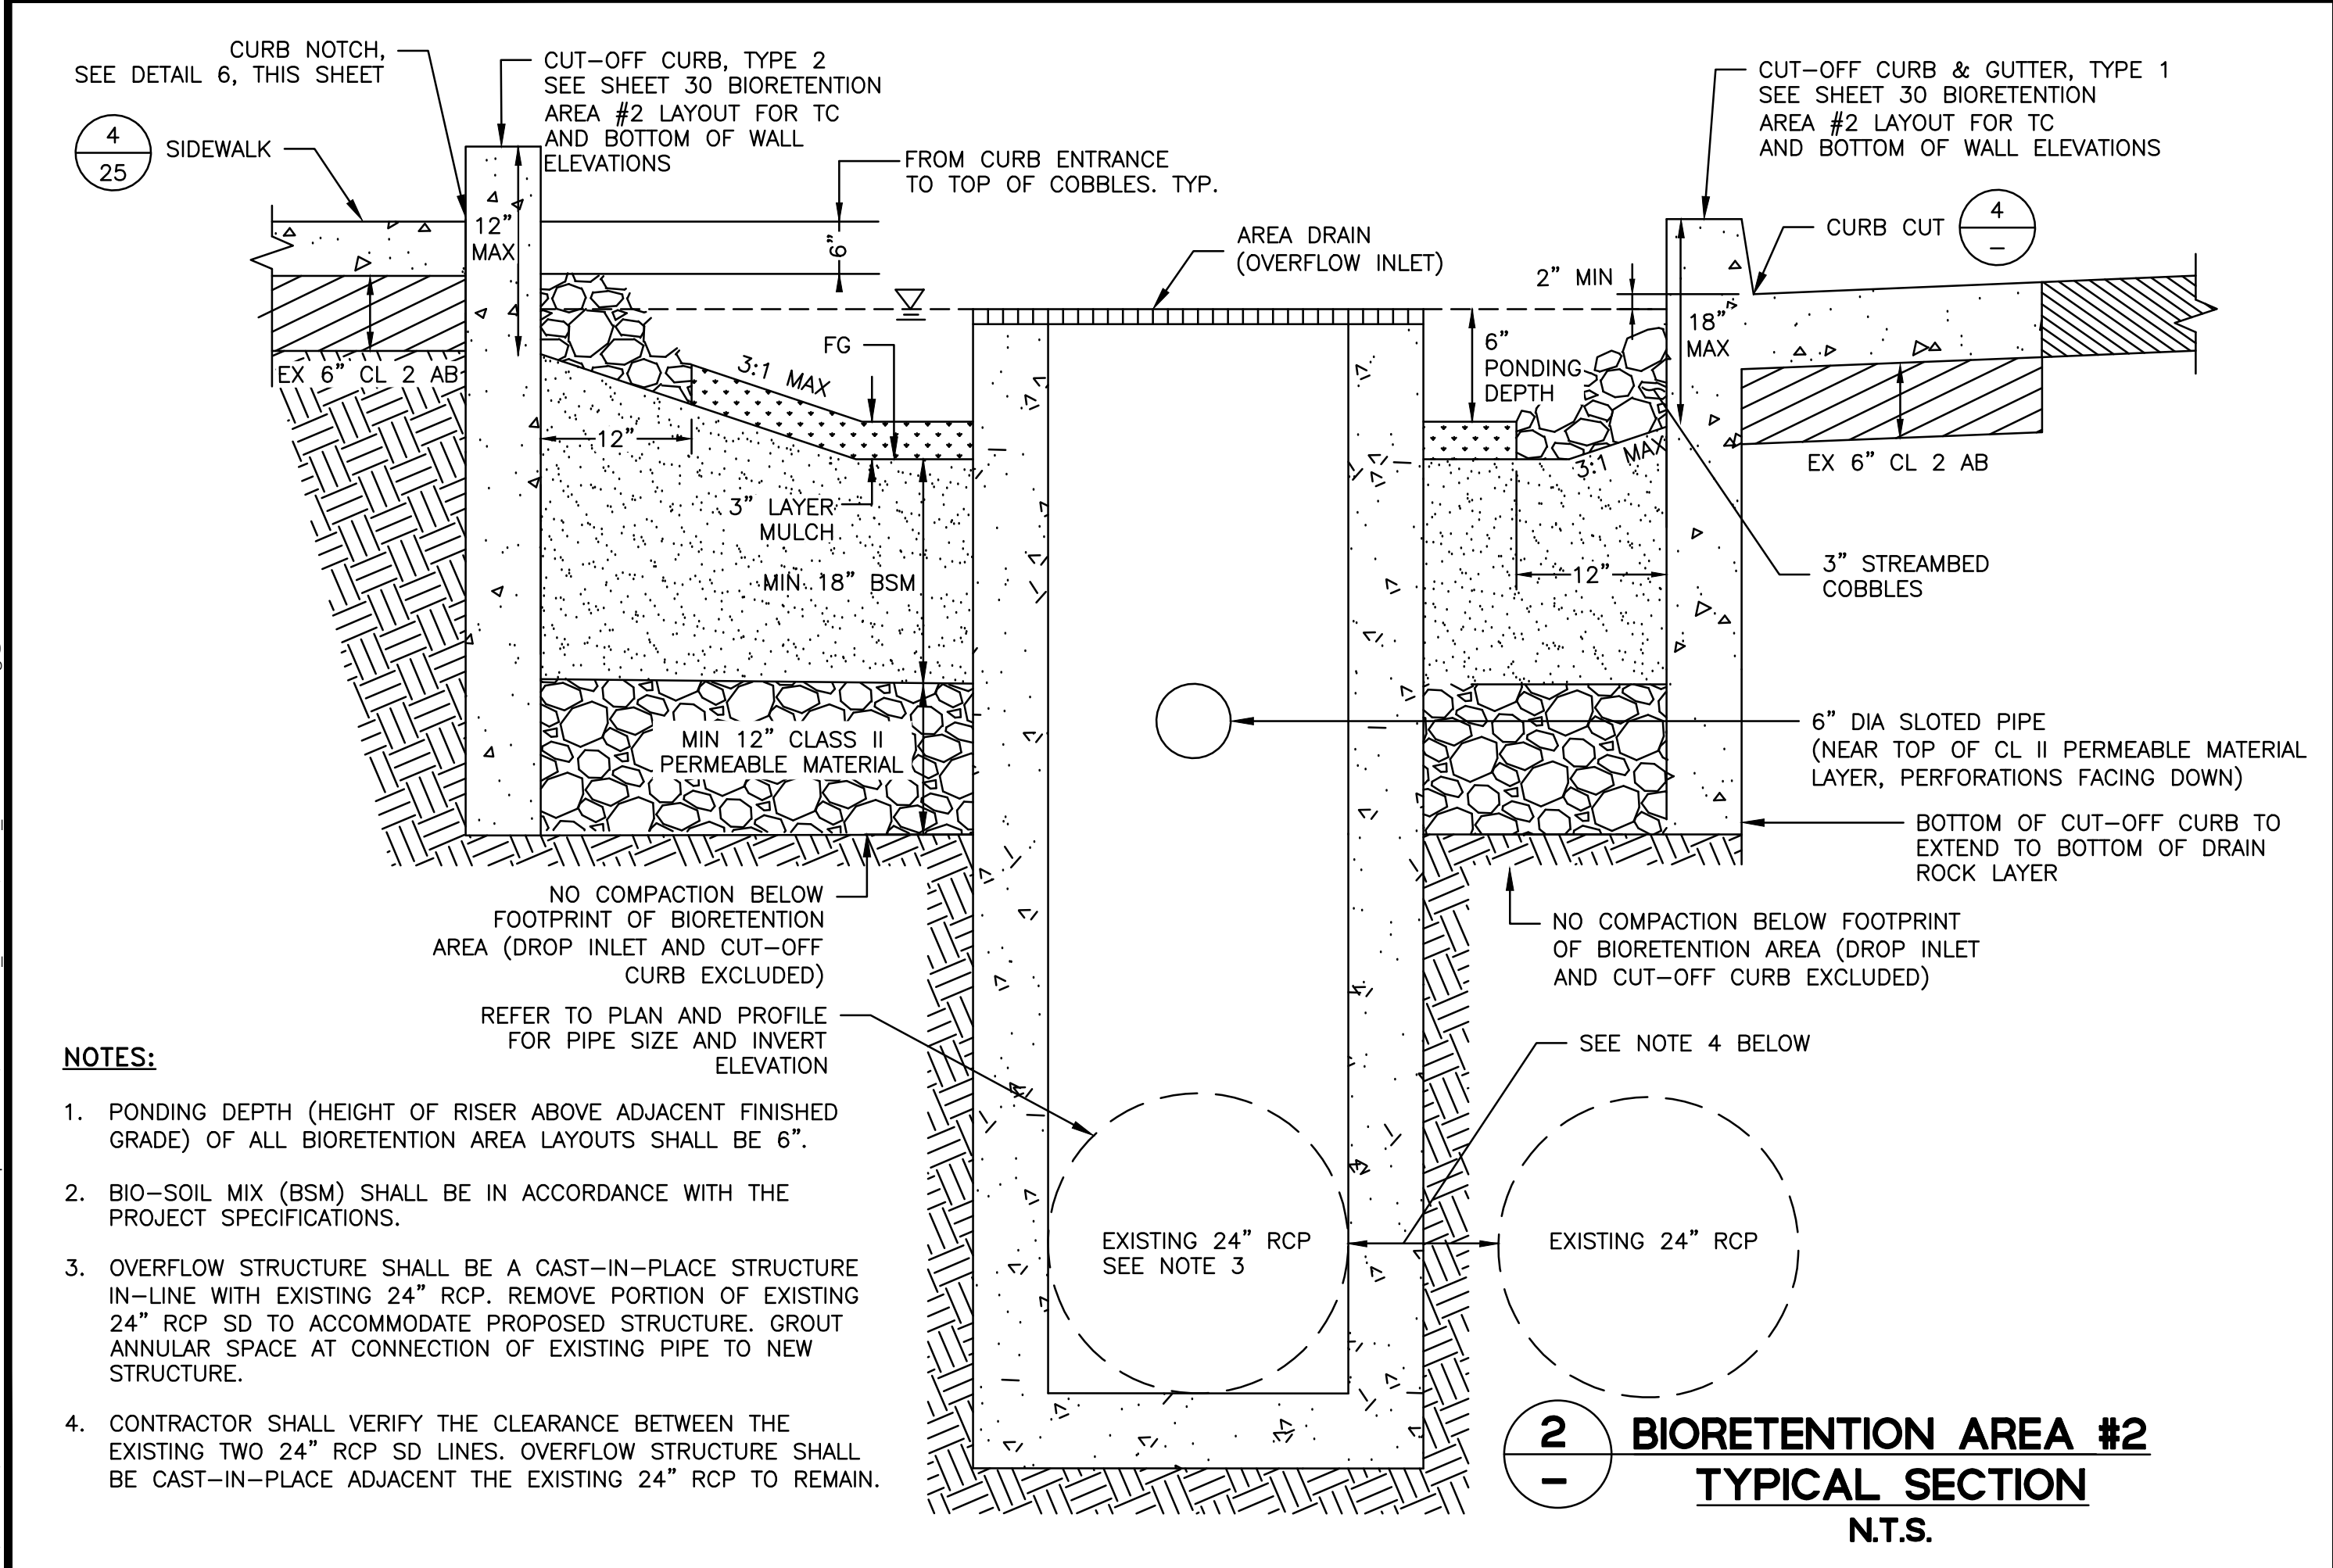 CURB NOTCH,
SEE DETAIL 6, THIS SHEET
4
25
SIDEWALK
CUT-OFF CURB, TYPE 2
SEE SHEET 30 BIORETENTION
AREA #2 LAYOUT FOR TC
AND BOTTOM OF WALL
ELEVATIONS
FROM CURB ENTRANCE
TO TOP OF COBBLES. TYP.
CUT-OFF CURB & GUTTER, TYPE 1
SEE SHEET 30 BIORETENTION
AREA #2 LAYOUT FOR TC
AND BOTTOM OF WALL ELEVATIONS
12"
MAX
6"
AREA DRAIN
(OVERFLOW INLET)
CURB CUT
4
-
2" MIN
18"
MAX
EX 6" CL 2 AB
FG
3:1 MAX
6"
PONDING
DEPTH
12"
3:1 MAX
EX 6" CL 2 AB
3" LAYER
MULCH
MIN 18" BSM
12"
3" STREAMBED
COBBLES
MIN 12" CLASS II
PERMEABLE MATERIAL
6" DIA SLOTED PIPE
(NEAR TOP OF CL II PERMEABLE MATERIAL
LAYER, PERFORATIONS FACING DOWN)
BOTTOM OF CUT-OFF CURB TO
EXTEND TO BOTTOM OF DRAIN
ROCK LAYER
NO COMPACTION BELOW
FOOTPRINT OF BIORETENTION
AREA (DROP INLET AND CUT-OFF
CURB EXCLUDED)
NO COMPACTION BELOW FOOTPRINT
OF BIORETENTION AREA (DROP INLET
AND CUT-OFF CURB EXCLUDED)
REFER TO PLAN AND PROFILE
FOR PIPE SIZE AND INVERT
ELEVATION
SEE NOTE 4 BELOW
EXISTING 24" RCP
SEE NOTE 3
EXISTING 24" RCP
NOTES:
1. PONDING DEPTH (HEIGHT OF RISER ABOVE ADJACENT FINISHED
GRADE) OF ALL BIORETENTION AREA LAYOUTS SHALL BE 6".
2. BIO-SOIL MIX (BSM) SHALL BE IN ACCORDANCE WITH THE
PROJECT SPECIFICATIONS.
3. OVERFLOW STRUCTURE SHALL BE A CAST-IN-PLACE STRUCTURE
IN-LINE WITH EXISTING 24" RCP. REMOVE PORTION OF EXISTING
24" RCP SD TO ACCOMMODATE PROPOSED STRUCTURE. GROUT
ANNULAR SPACE AT CONNECTION OF EXISTING PIPE TO NEW
STRUCTURE.
4. CONTRACTOR SHALL VERIFY THE CLEARANCE BETWEEN THE
EXISTING TWO 24" RCP SD LINES. OVERFLOW STRUCTURE SHALL
BE CAST-IN-PLACE ADJACENT THE EXISTING 24" RCP TO REMAIN.
2
-
BIORETENTION AREA #2
TYPICAL SECTION
N.T.S.